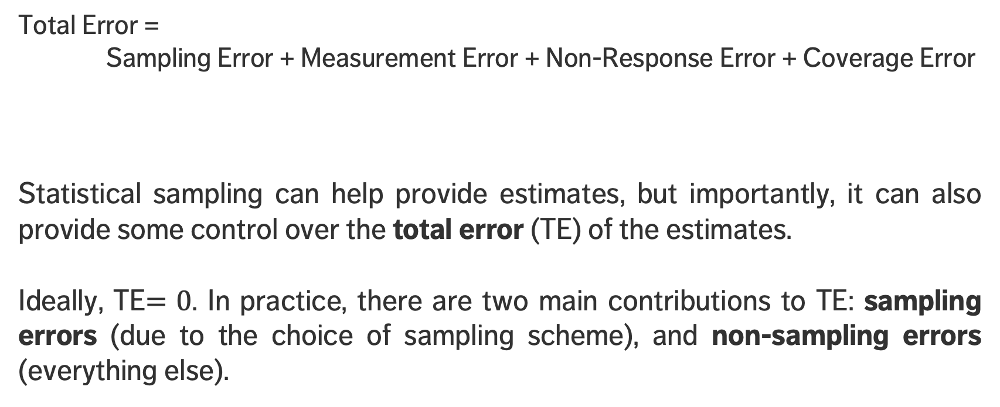 Total Error =
Sampling Error + Measurement Error + Non-Response Error + Coverage Error
Statistical sampling can help provide estimates, but importantly, it can also
provide some control over the total error (TE) of the estimates.
Ideally, TE= 0. In practice, there are two main contributions to TE: sampling
errors (due to the choice of sampling scheme), and non-sampling errors
(everything else).